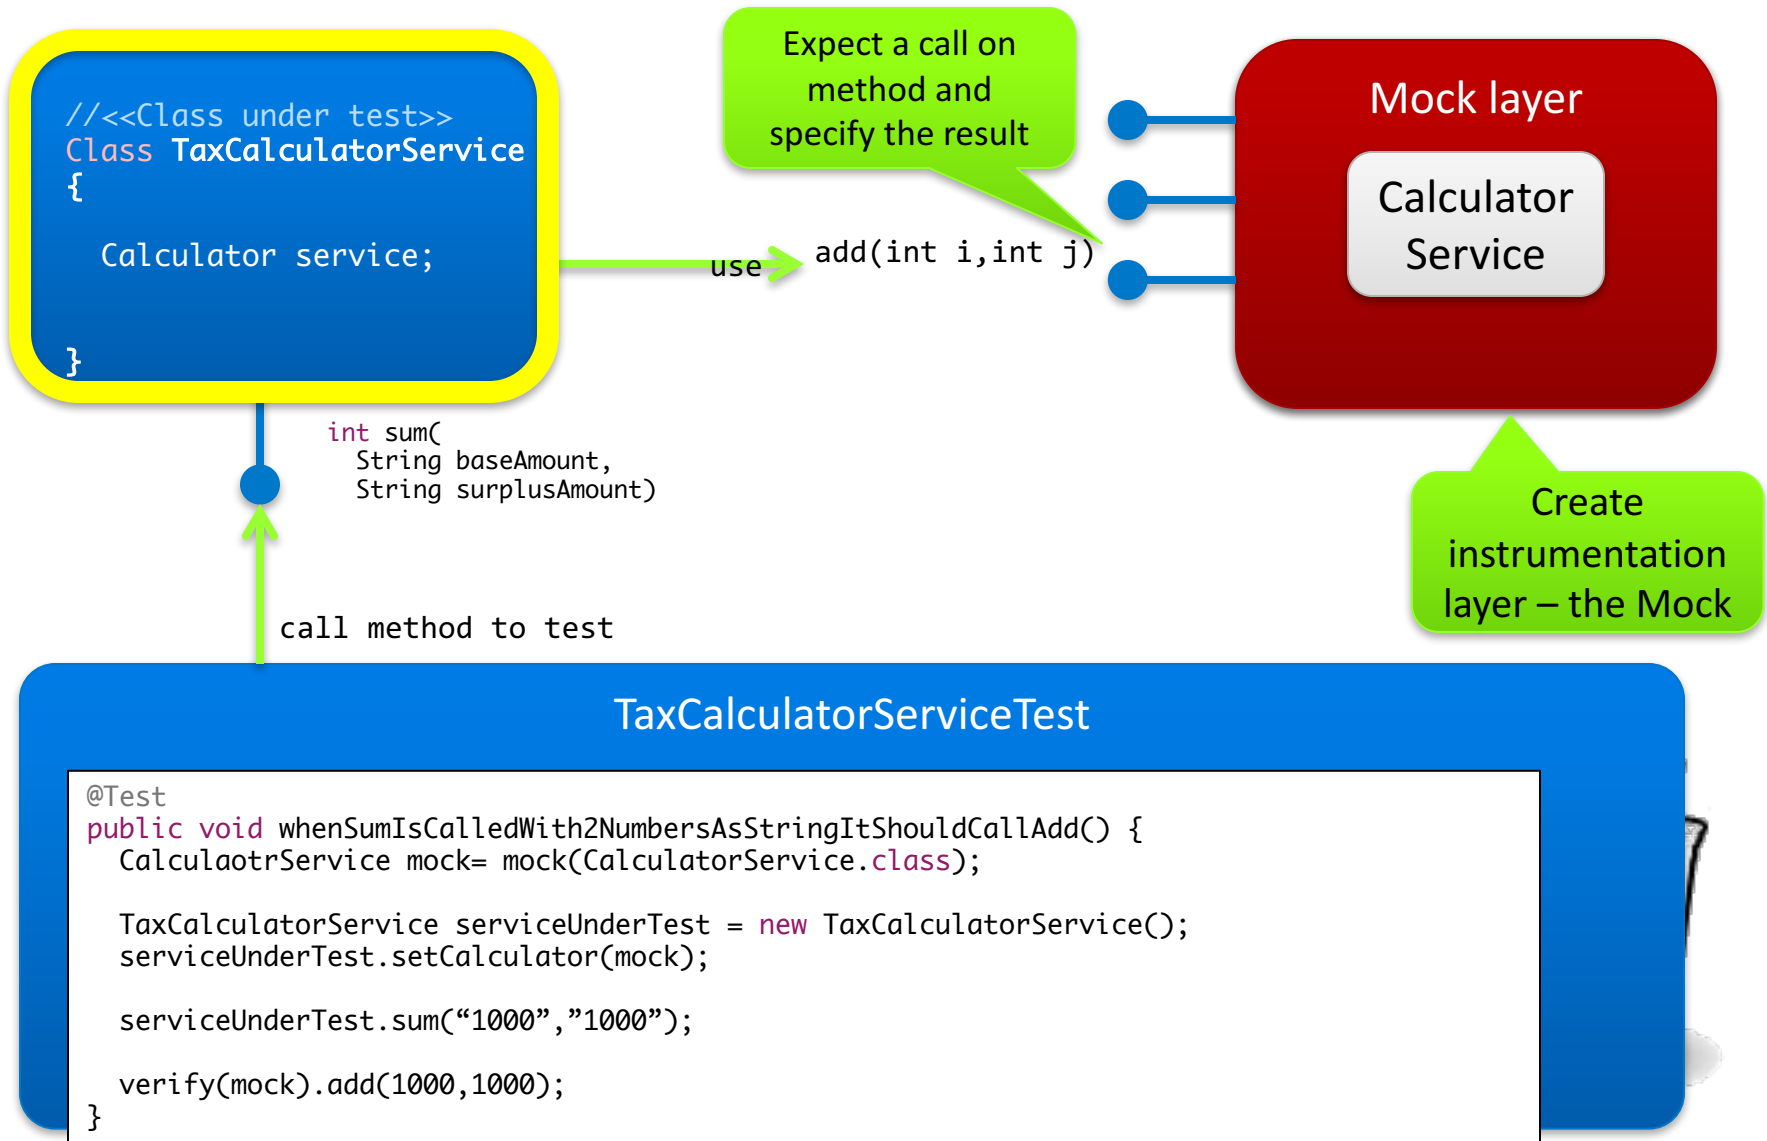 //<<Class under test>>
Class TaxCalculatorService
{
Calculator service;
}
Expect a call on
method and
specify the result
use
add(int i,int j)
Mock layer
Calculator
Service
int sum(
String baseAmount,
String surplusAmount)
Create
instrumentation
layer – the Mock
call method to test
TaxCalculatorServiceTest
@Test
public void whenSumIsCalledWith2NumbersAsStringItShouldCallAdd() {
CalculaotrService mock= mock(CalculatorService.class);
TaxCalculatorService serviceUnderTest = new TaxCalculatorService();
serviceUnderTest.setCalculator(mock);
serviceUnderTest.sum(“1000”,”1000”);
verify(mock).add(1000,1000);
}